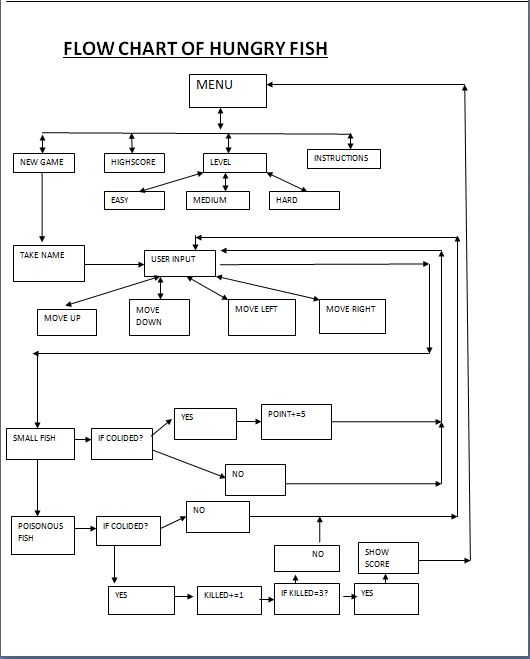 FLOW CHART OF HUNGRY FISH
MENU
NEW GAME
HIGHSCORE
LEVEL
INSTRUCTIONS
EASY
MEDIUM
HARD
TAKE NAME
USER INPUT
MOVE UP
MOVE
DOWN
MOVE LEFT
MOVE RIGHT
SMALL FISH
IF COLIDED?
YES
POINT+=5
NO
POISONOUS
FISH
IF COLIDED?
NO
NO
SHOW
SCORE
YES
KILLED+=1
IF KILLED=3?
YES